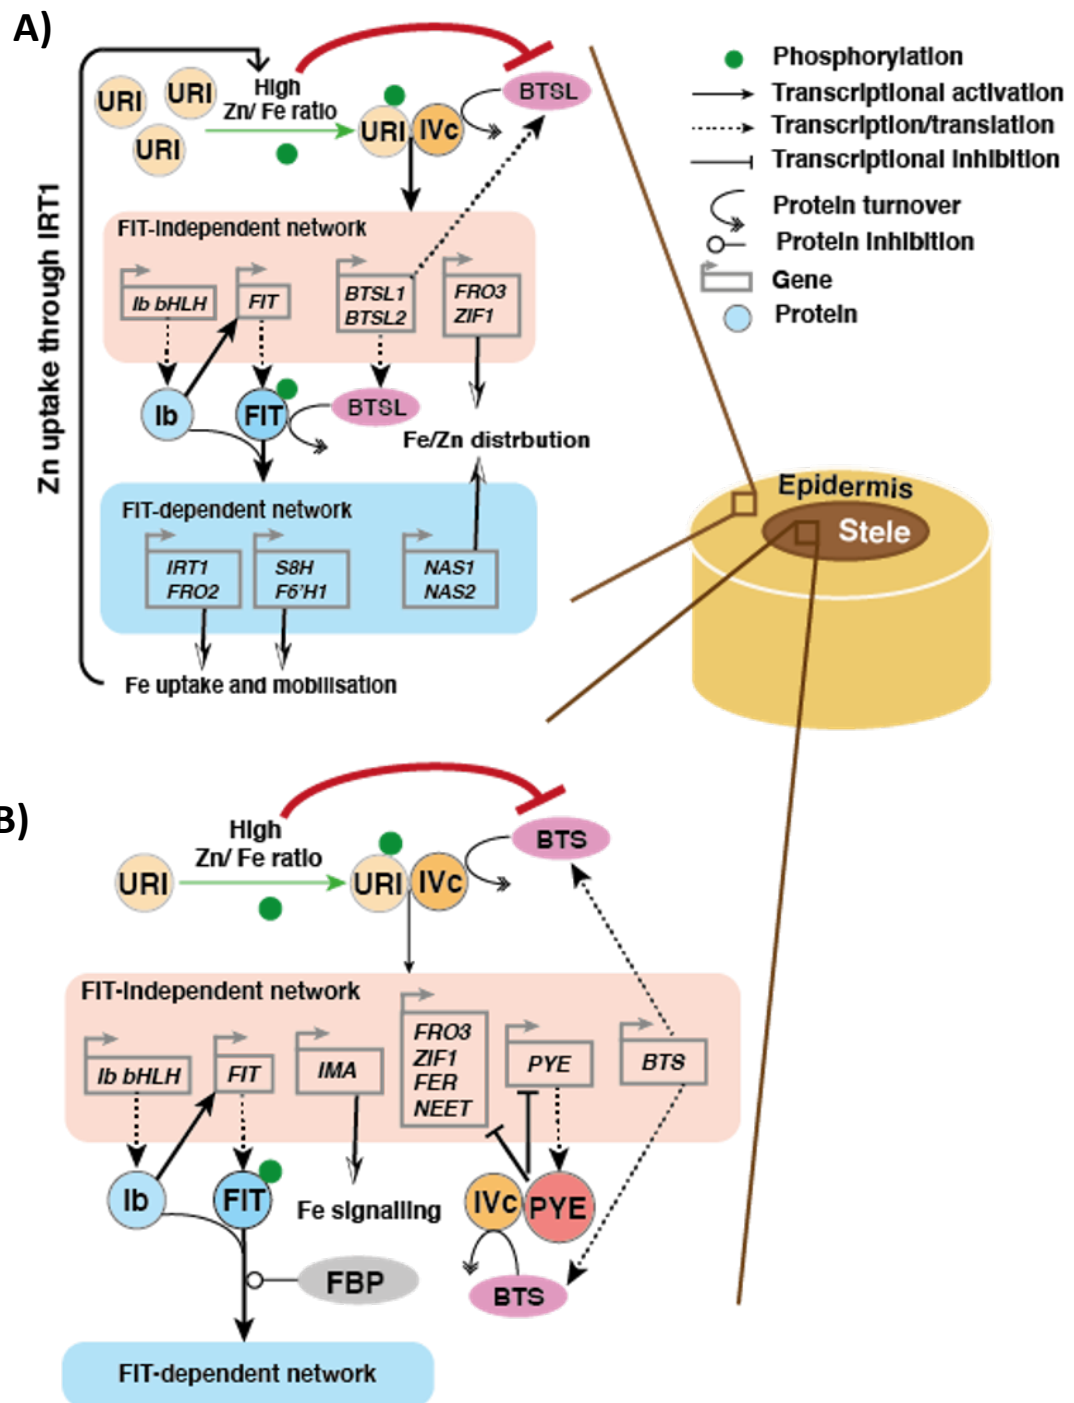 A)
URI
URI
URI
High
Zn/ Fe ratio
URI
IVc
BTSL
Phosphorylation
Transcriptional activation
Transcription/translation
Transcriptional inhibition
Protein turnover
Protein inhibition
Gene
Protein
Zn uptake through IRT1
FIT-independent network
Ib bHLH
FIT
BTSL1
BTSL2
FRO3
ZIF1
Ib
FIT
BTSL
Fe/Zn distrbution
FIT-dependent network
IRT1
FRO2
S8H
F6'H1
NAS1
NAS2
Fe uptake and mobilisation
Epidermis
Stele
B)
High
Zn/ Fe ratio
URI
URI
IVc
BTS
FIT-Independent network
Ib bHLH
FIT
IMA
FRO3
ZIF1
FER
NEET
PYE
BTS
Ib
FIT
Fe signalling
IVc
PYE
FBP
BTS
FIT-dependent network